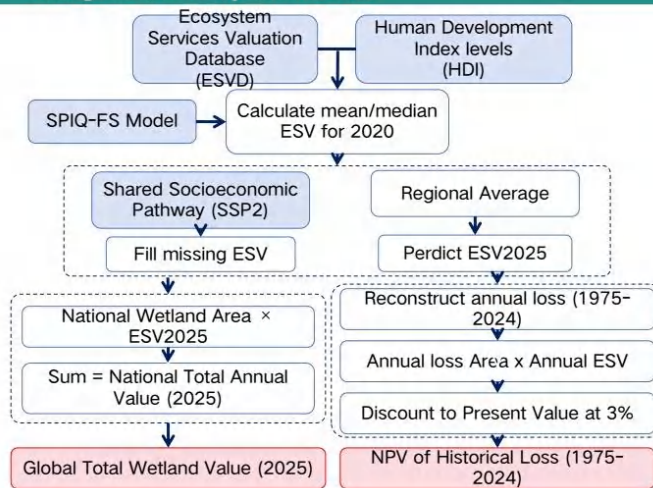 Ecosystem
Services Valuation
Database
(ESVD)
Human Development
Index levels
(HDI)
SPIQ-FS Model
Calculate mean/median
ESV for 2020
Shared Socioeconomic
Pathway (SSP2)
Regional Average
Fill missing ESV
Perdict ESV2025
National Wetland Area ×
ESV2025
Sum = National Total Annual
Value (2025)
Global Total Wetland Value (2025)
Reconstruct annual loss (1975-
2024)
Annual loss Area x Annual ESV
Discount to Present Value at 3%
NPV of Historical Loss (1975-
2024)